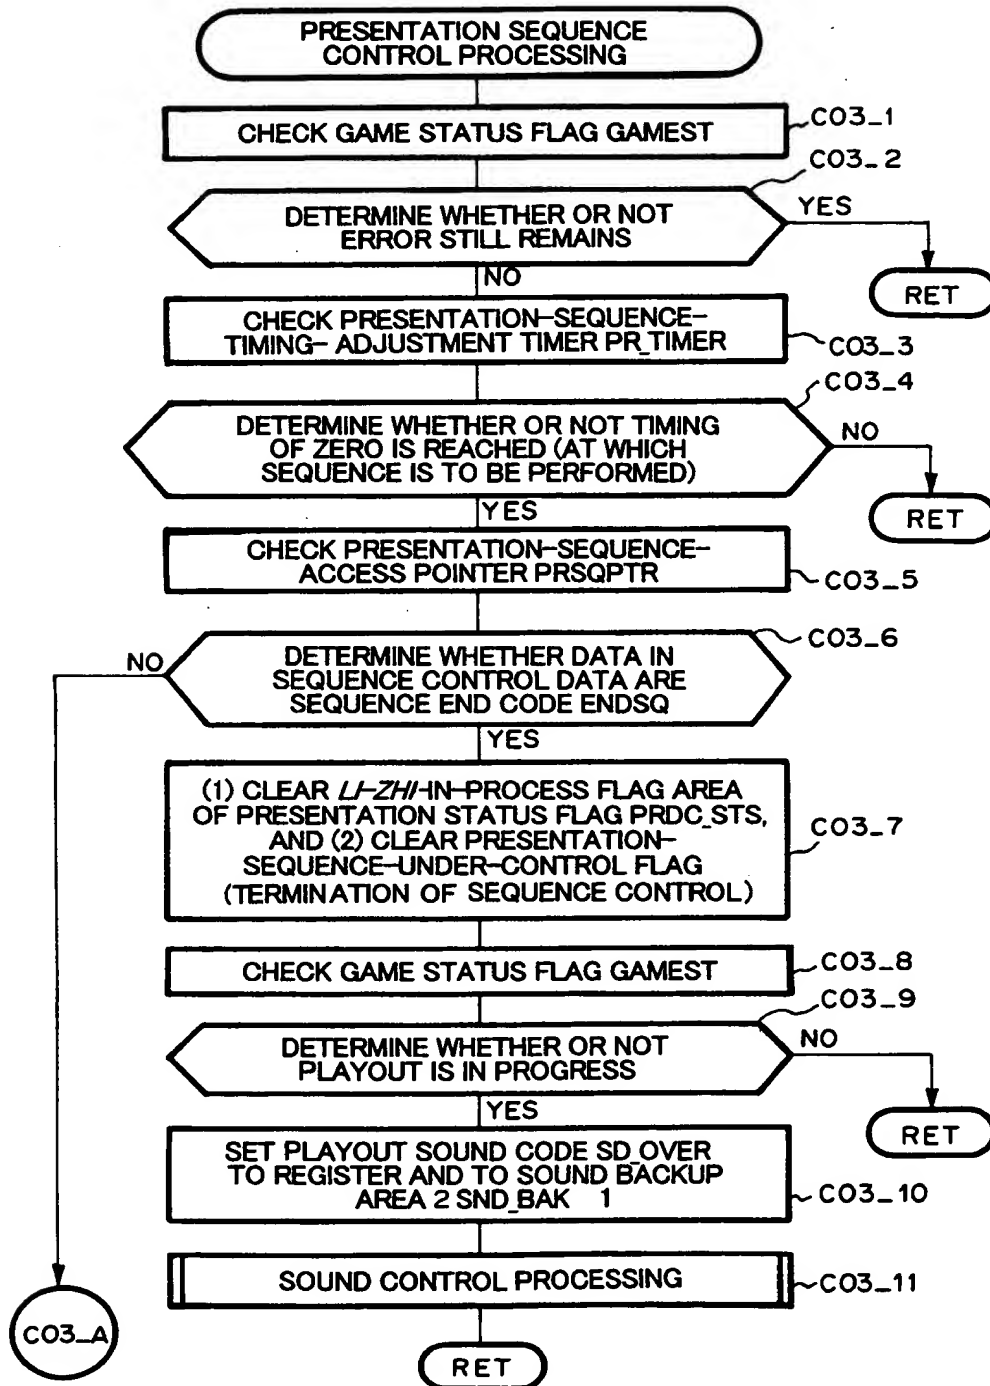 PRESENTATION SEQUENCE
CONTROL PROCESSING
CHECK GAME STATUS FLAG GAMEST
C03_1
C03_2
DETERMINE WHETHER OR NOT
ERROR STILL REMAINS
YES
RET
NO
CHECK PRESENTATION-SEQUENCE-
TIMING- ADJUSTMENT TIMER PR_TIMER
C03_3
C03_4
DETERMINE WHETHER OR NOT TIMING
OF ZERO IS REACHED (AT WHICH
SEQUENCE IS TO BE PERFORMED)
NO
RET
YES
CHECK PRESENTATION-SEQUENCE-
ACCESS POINTER PRSQPTR
C03_5
C03_6
NO
DETERMINE WHETHER DATA IN
SEQUENCE CONTROL DATA ARE
SEQUENCE END CODE ENDSQ
YES
(1) CLEAR LI-ZHI-IN-PROCESS FLAG AREA
OF PRESENTATION STATUS FLAG PRDC_STS,
AND (2) CLEAR PRESENTATION-
SEQUENCE-UNDER-CONTROL FLAG
(TERMINATION OF SEQUENCE CONTROL)
C03_7
CHECK GAME STATUS FLAG GAMEST
C03_8
C03_9
DETERMINE WHETHER OR NOT
PLAYOUT IS IN PROGRESS
NO
RET
YES
SET PLAYOUT SOUND CODE SD_OVER
TO REGISTER AND TO SOUND BACKUP
AREA 2 SND_BAK 1
C03_10
SOUND CONTROL PROCESSING
C03_11
C03_A
RET